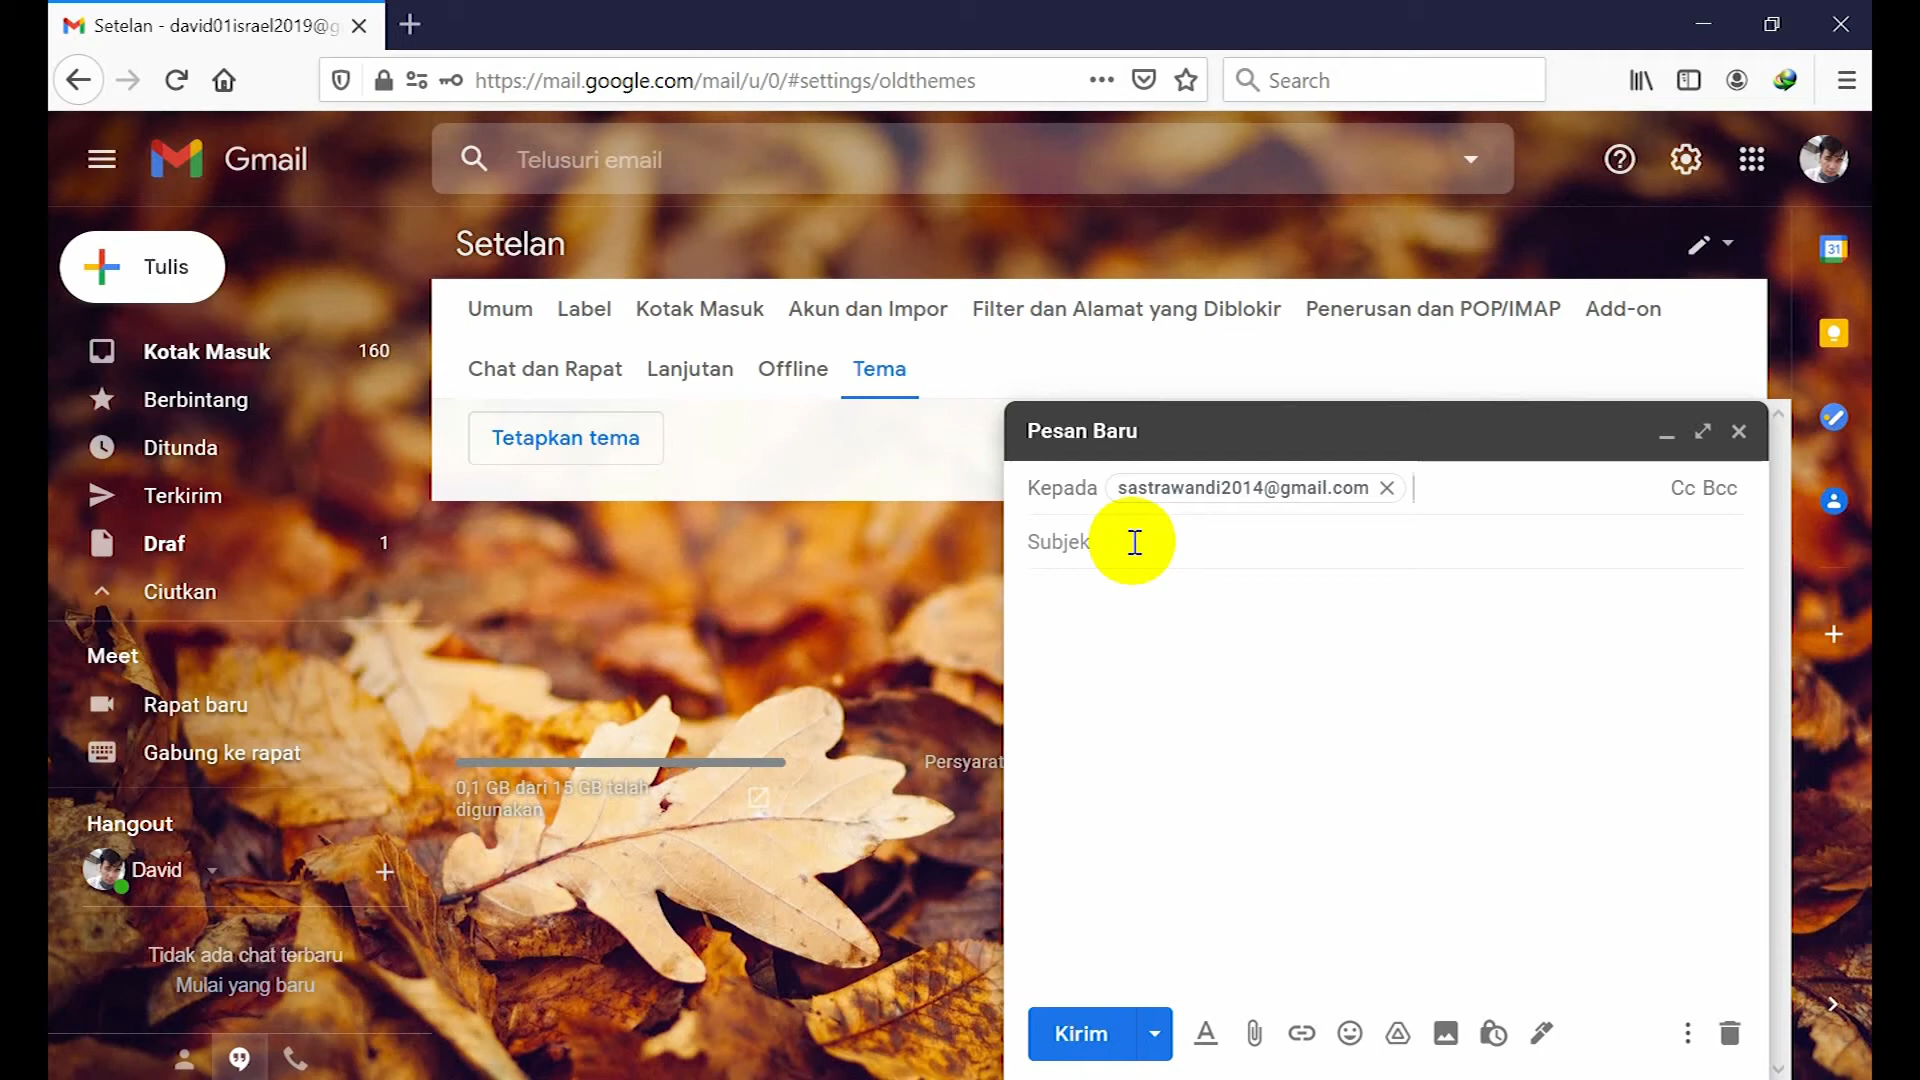 Setelan - david01israel2019@g
https://mail.google.com/mail/u/0/#settings/oldthemes
Search
Gmail
Telusuri email
Tulis
Setelan
Umum Label Kotak Masuk Akun dan Impor Filter dan Alamat yang Diblokir Penerusan dan POP/IMAP Add-on
Chat dan Rapat Lanjutan Offline Tema
Tetapkan tema
Kotak Masuk 160
Berbintang
Ditunda
Terkirim
Draf 1
Ciutkan
Meet
Rapat baru
Gabung ke rapat
Hangout
David
Tidak ada chat terbaru
Mulai yang baru
0,1 GB dari 15 GB telah
digunakan
Persyarat
Pesan Baru
Kepada sastrawandi2014@gmail.com Cc Bcc
Subjek
Kirim
31